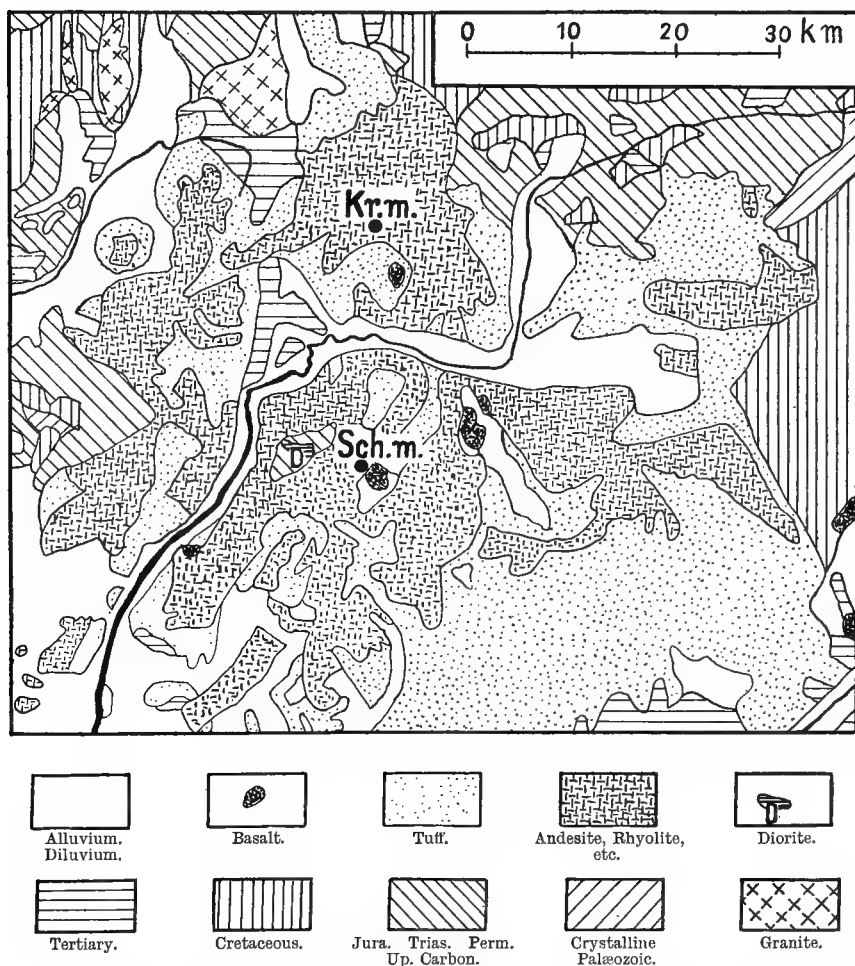 0 10 20 30 km
Kr.m.
Sch.m.
D
Alluvium.
Diluvium.
Basalt.
Tuff.
Andesite, Rhyolite,
etc.
Diorite.
D
Tertiary.
Cretaceous.
Jura. Trias. Perm.
Up. Carbon.
Crystalline
Palæozoic.
Granite.